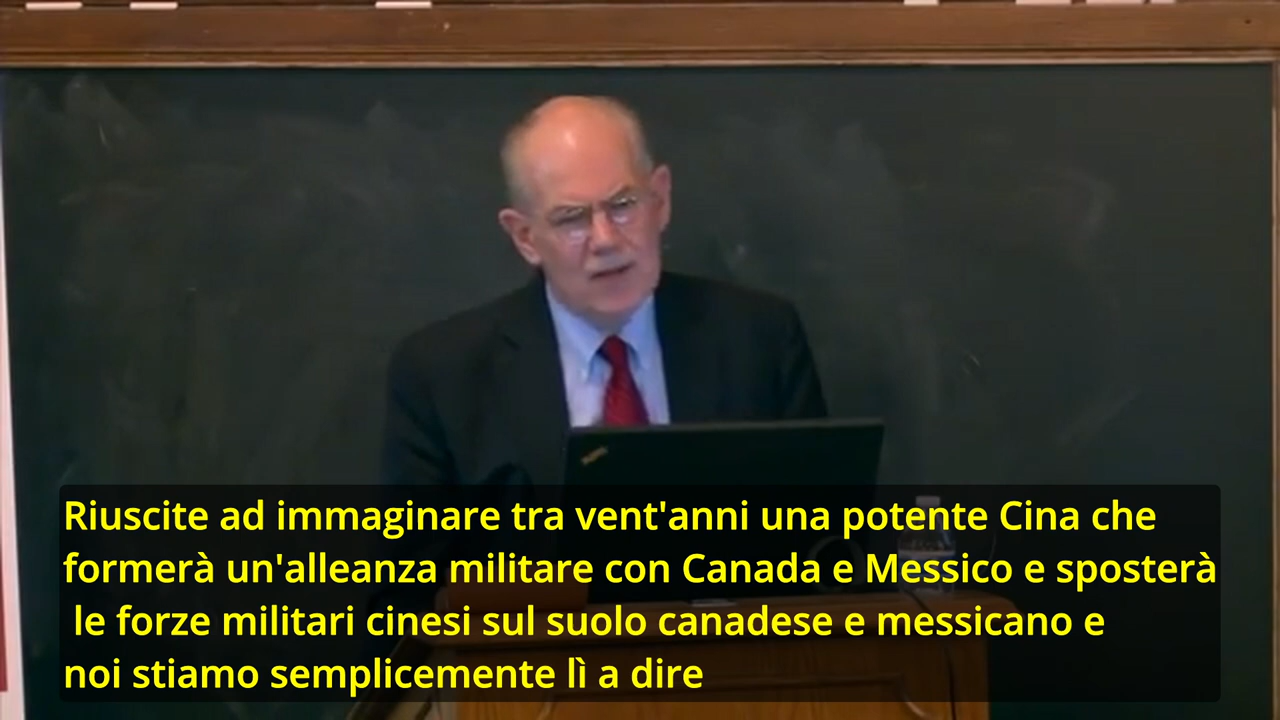 Riuscite ad immaginare tra vent'anni una potente Cina che
formerà un'alleanza militare con Canada e Messico e sposterà
le forze militari cinesi sul suolo canadese e messicano e
noi stiamo semplicemente lì a dire